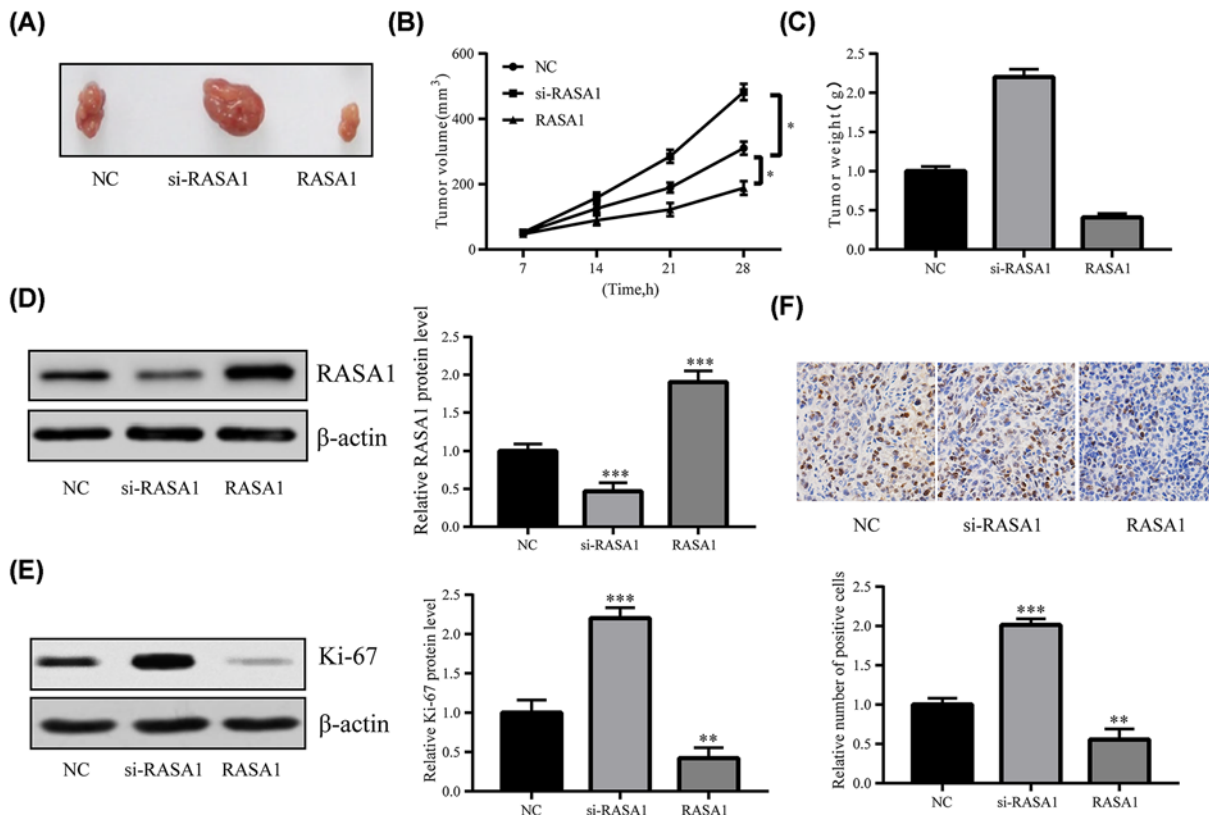 (A)
NC si-RASA1 RASA1
(B)
Tumor volume(mm³)
600
400
200
0
NC
si-RASA1
RASA1
*
*
7 14 21 28
(Time,h)
(C)
Tumor weight(g)
2.5
2.0
1.5
1.0
0.5
0.0
NC si-RASA1 RASA1
(D)
RASA1
β-actin
NC si-RASA1 RASA1
Relative RASA1 protein level
2.5
2.0
1.5
1.0
0.5
0.0
***
***
NC si-RASA1 RASA1
(F)
NC si-RASA1 RASA1
Relative number of positive cells
2.5
2.0
1.5
1.0
0.5
0.0
***
**
NC si-RASA1 RASA1
(E)
Ki-67
β-actin
NC si-RASA1 RASA1
Relative Ki-67 protein level
2.5
2.0
1.5
1.0
0.5
0.0
***
**
NC si-RASA1 RASA1